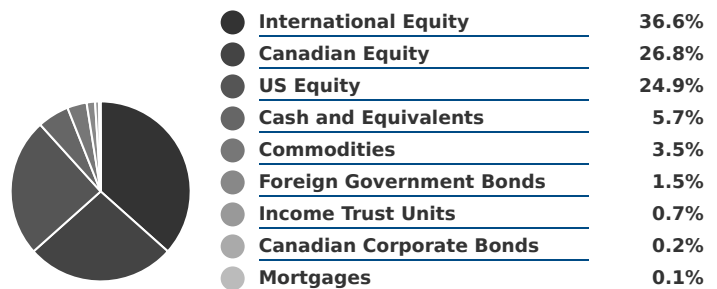 International Equity 36.6%
Canadian Equity 26.8%
US Equity 24.9%
Cash and Equivalents 5.7%
Commodities 3.5%
Foreign Government Bonds 1.5%
Income Trust Units 0.7%
Canadian Corporate Bonds 0.2%
Mortgages 0.1%